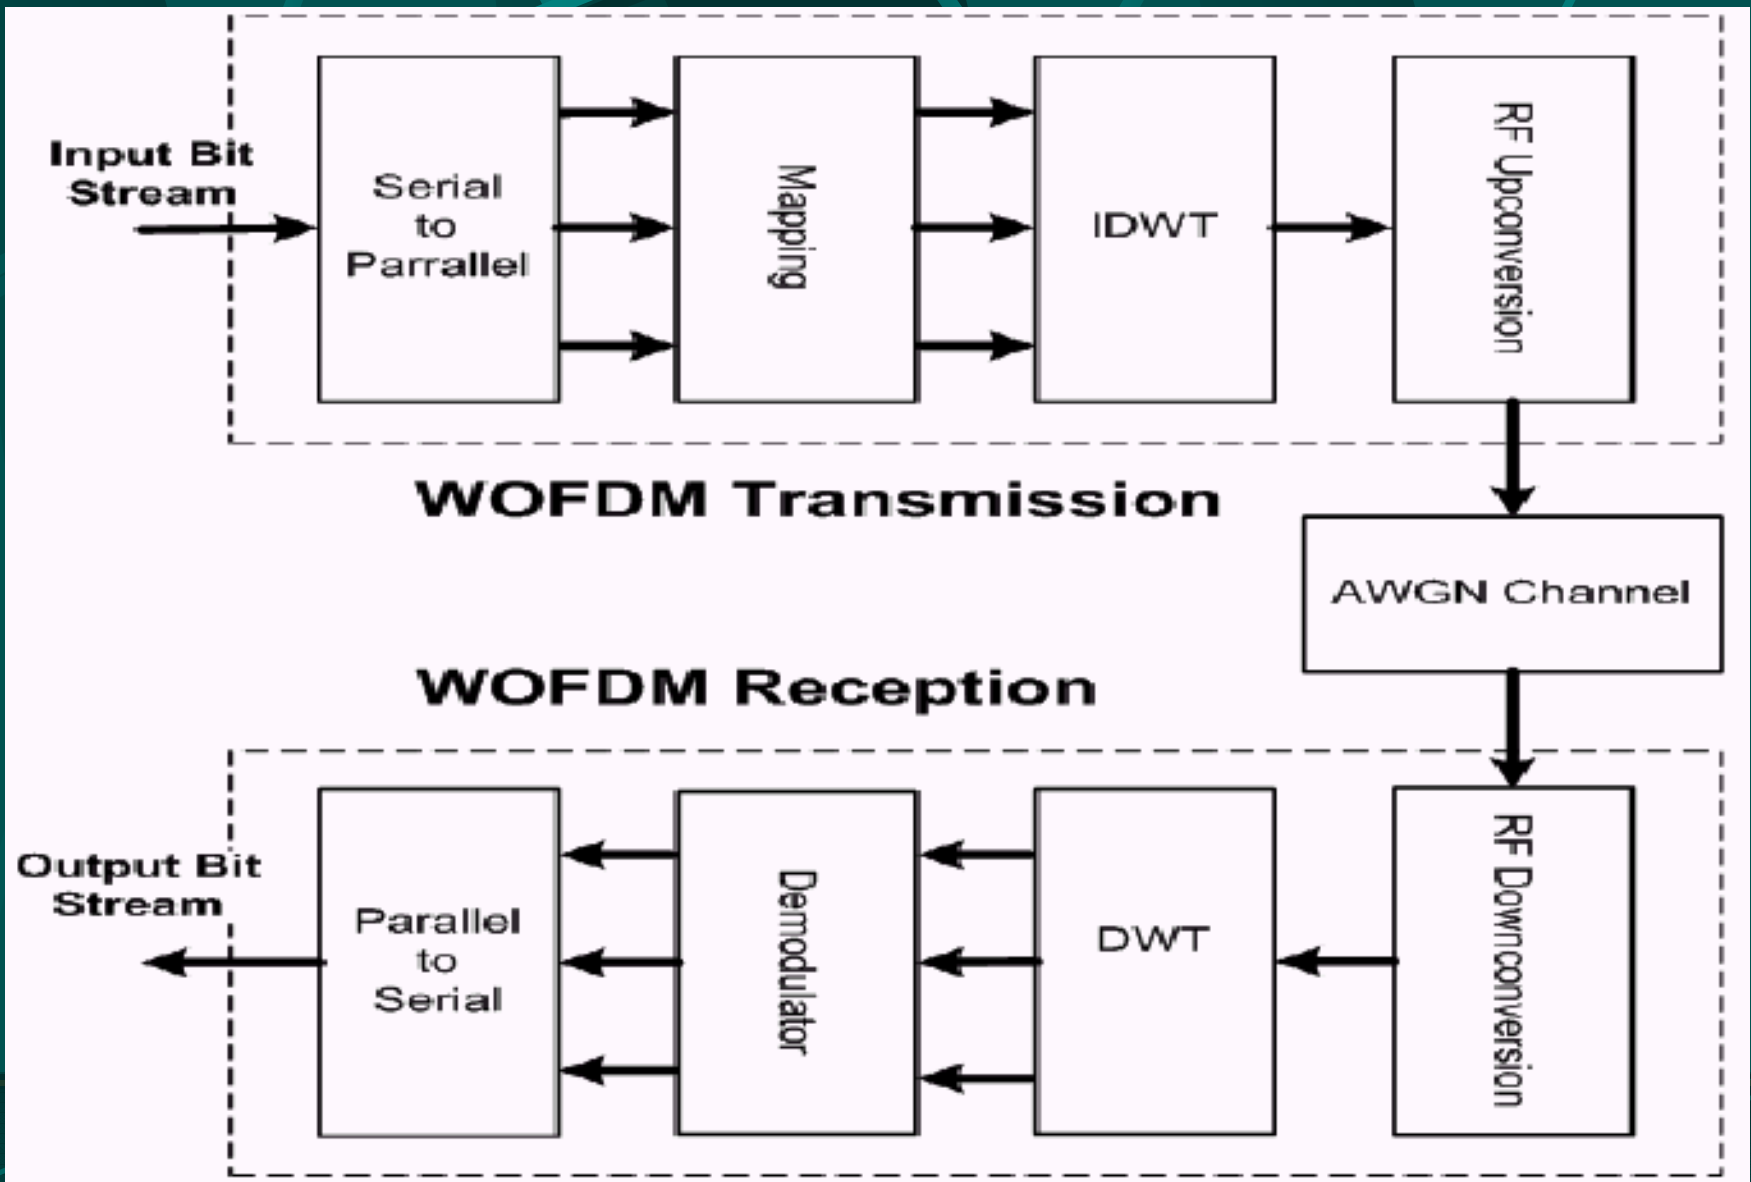 Input Bit
Stream
Serial
to
Parrallel
Mapping
IDWT
RF Upconversion
WOFDM Transmission
AWGN Channel
WOFDM Reception
Output Bit
Stream
Parallel
to
Serial
Demodulator
DWT
RF Downconversion